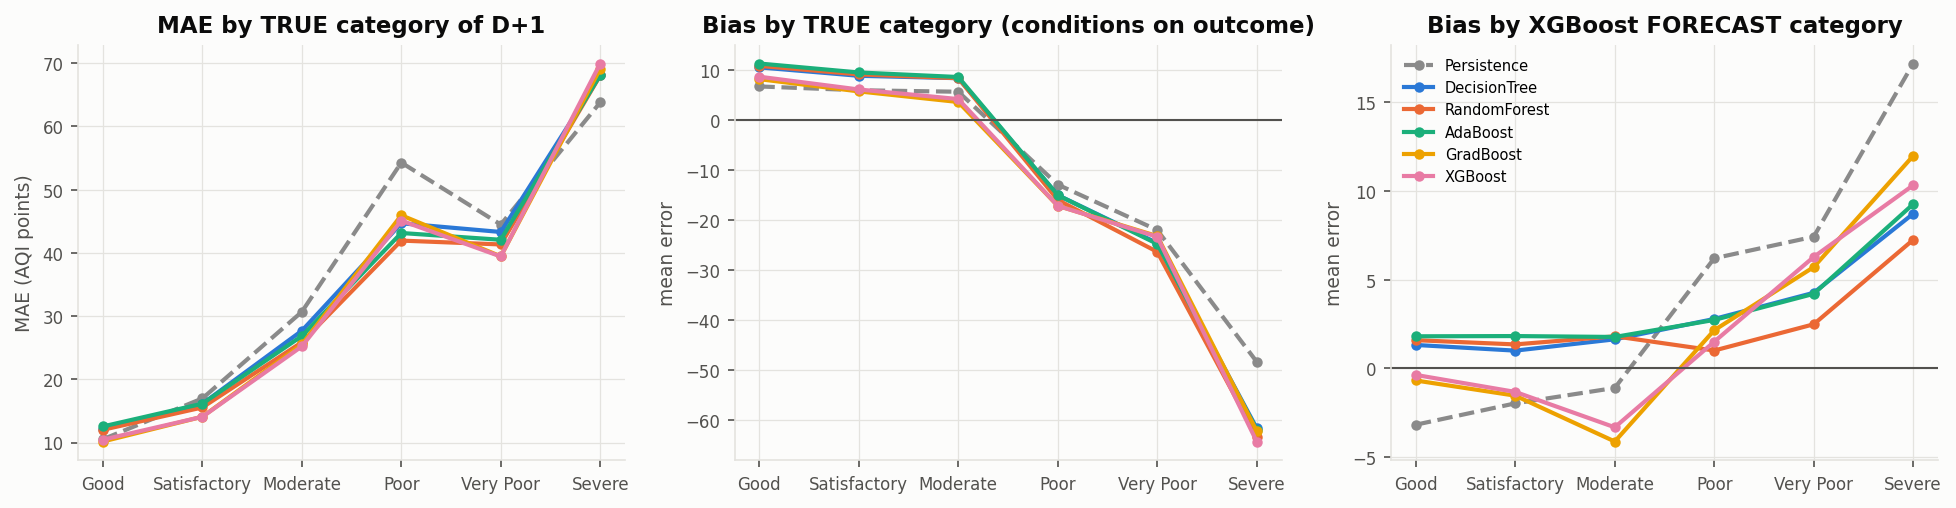 MAE by TRUE category of D+1
MAE (AQI points)
70
60
50
40
30
20
10
Good
Satisfactory
Moderate
Poor
Very Poor
Severe
Bias by TRUE category (conditions on outcome)
mean error
10
0
−10
−20
−30
−40
−50
−60
Good
Satisfactory
Moderate
Poor
Very Poor
Severe
Bias by XGBoost FORECAST category
mean error
15
10
5
0
−5
Persistence
DecisionTree
RandomForest
AdaBoost
GradBoost
XGBoost
Good
Satisfactory
Moderate
Poor
Very Poor
Severe